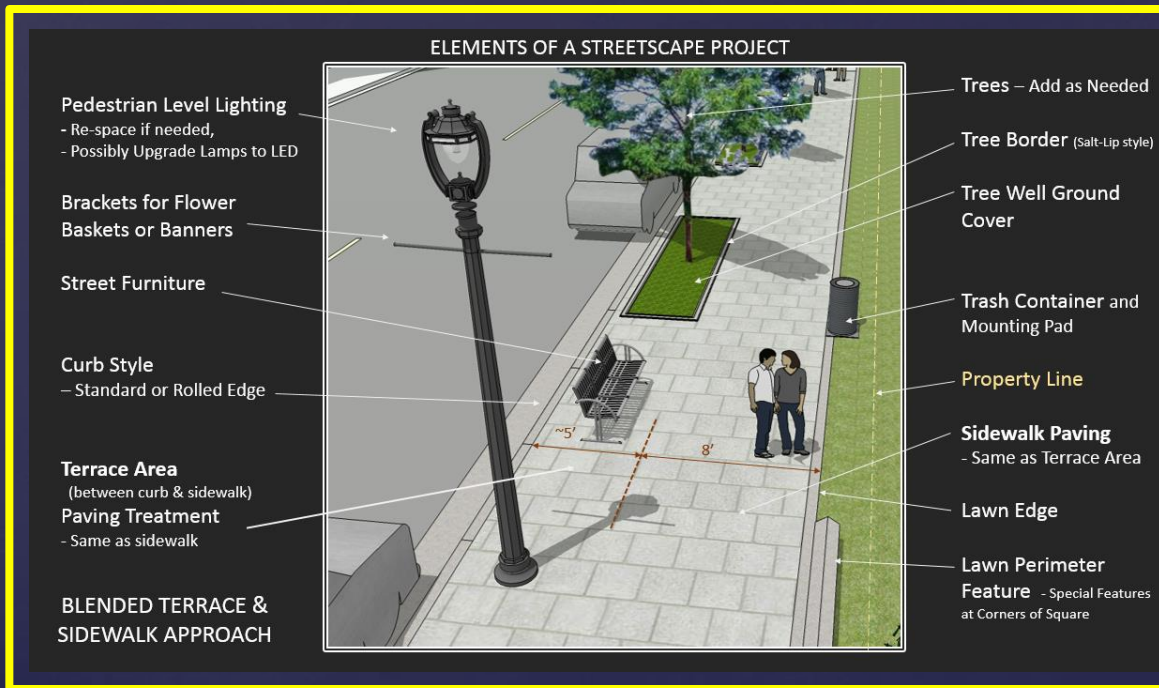 ELEMENTS OF A STREETSCAPE PROJECT
Pedestrian Level Lighting
- Re-space if needed,
- Possibly Upgrade Lamps to LED
Brackets for Flower
Baskets or Banners
Street Furniture
Curb Style
– Standard or Rolled Edge
Terrace Area
(between curb & sidewalk)
Paving Treatment
- Same as sidewalk
BLENDED TERRACE &
SIDEWALK APPROACH
~5'
8'
Trees – Add as Needed
Tree Border (Salt-Lip style)
Tree Well Ground
Cover
Trash Container and
Mounting Pad
Property Line
Sidewalk Paving
- Same as Terrace Area
Lawn Edge
Lawn Perimeter
Feature - Special Features
at Corners of Square